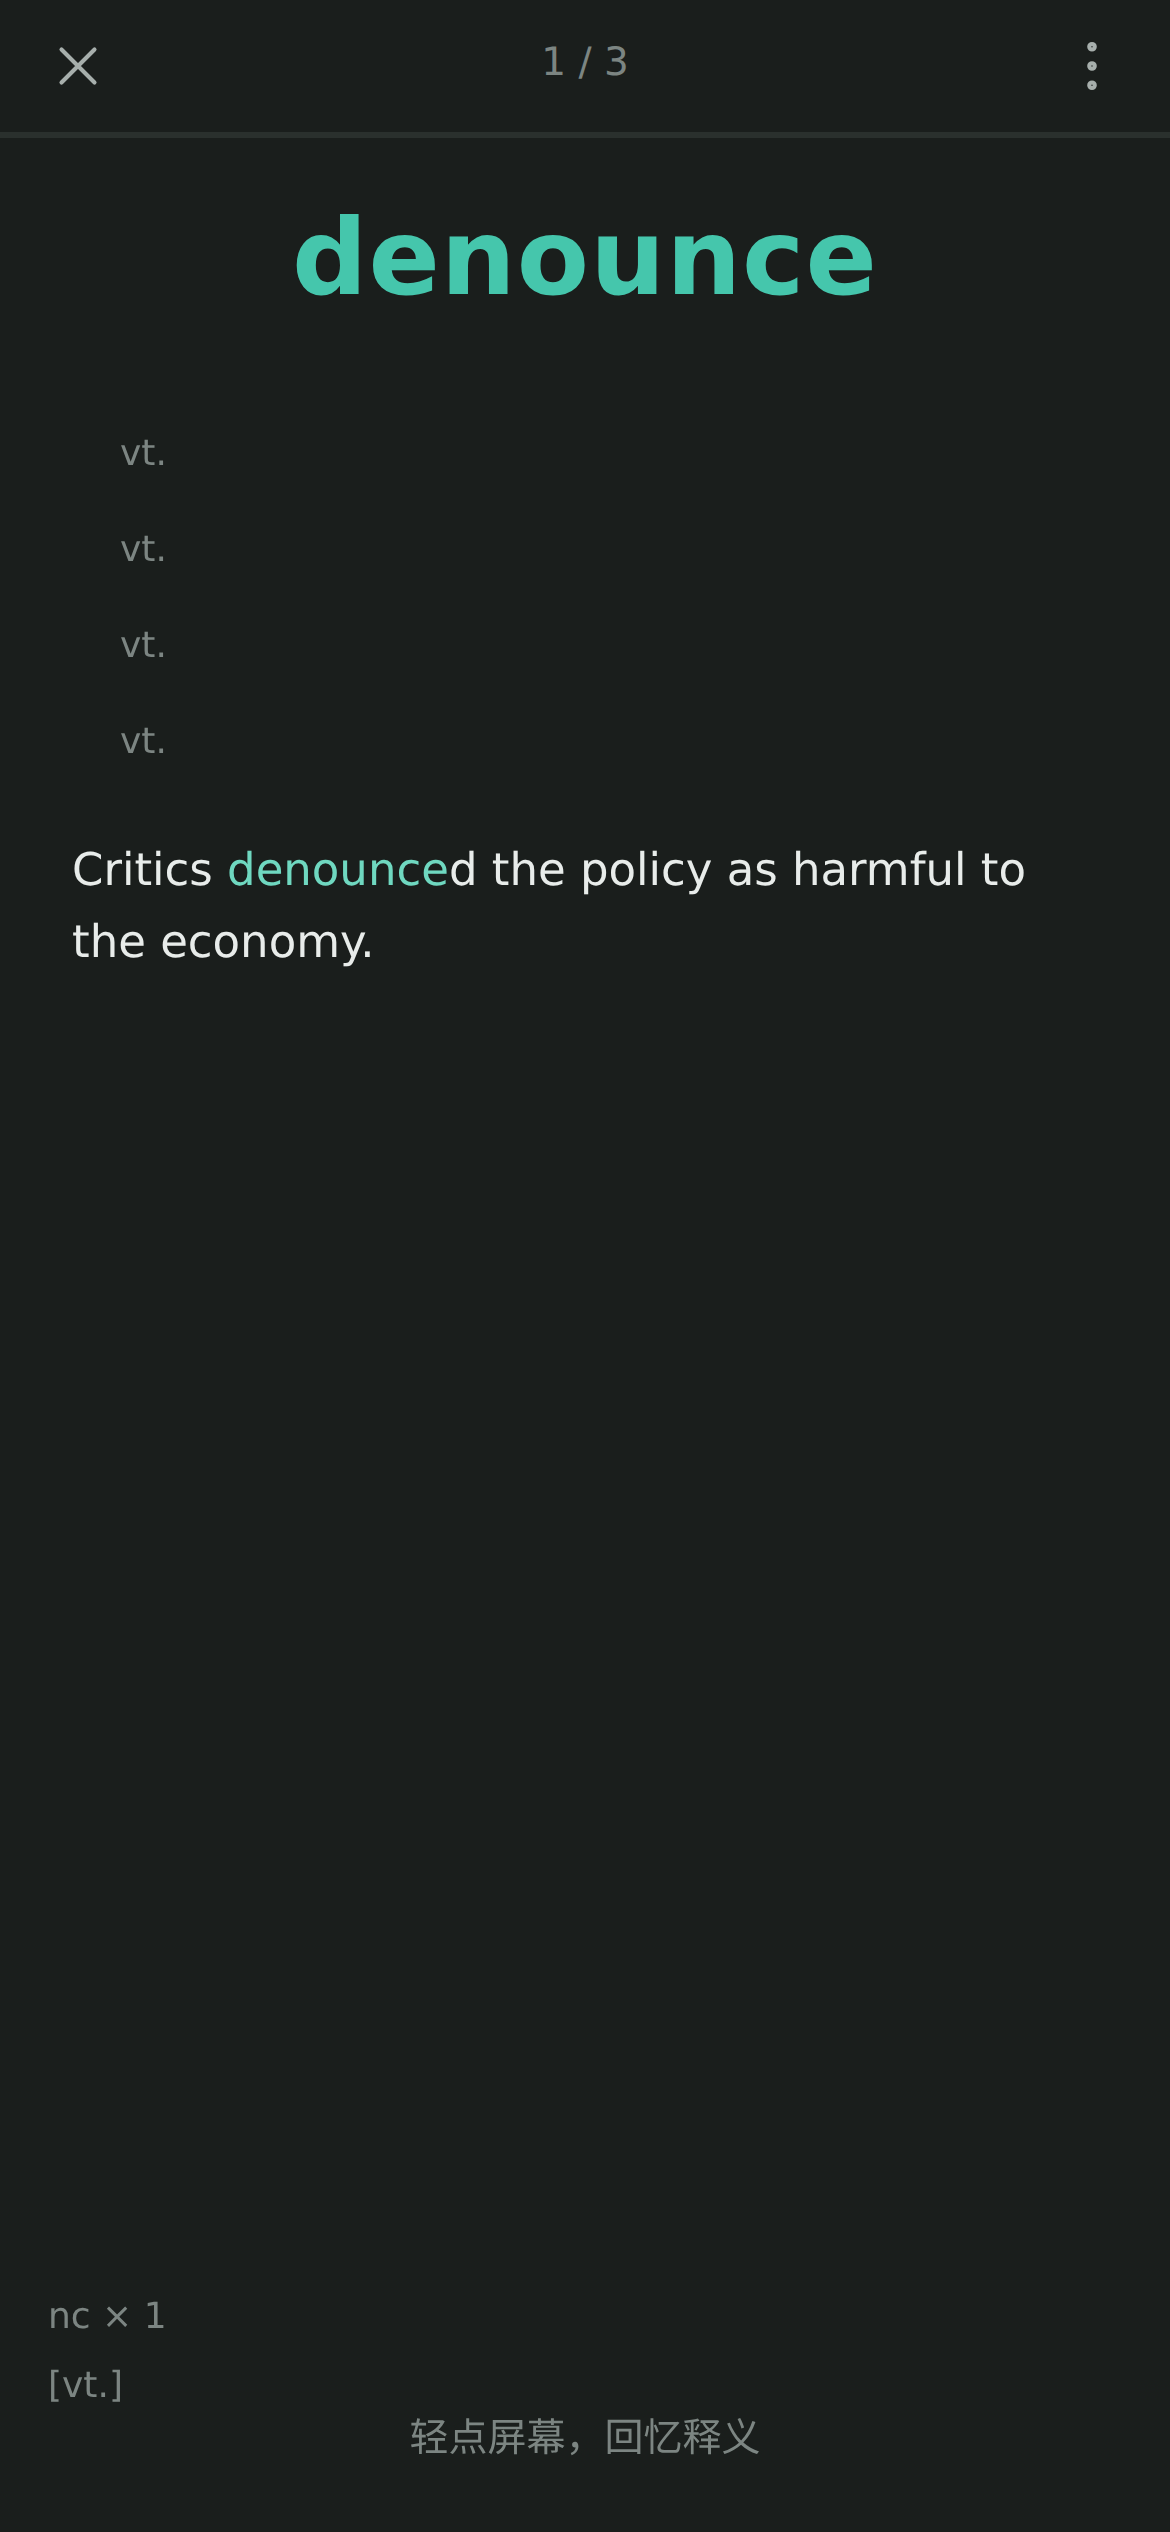 1 / 3
denounce
vt.
vt.
vt.
vt.
Critics denounced the policy as harmful to
the economy.
nc × 1
[vt.]
轻点屏幕，回忆释义